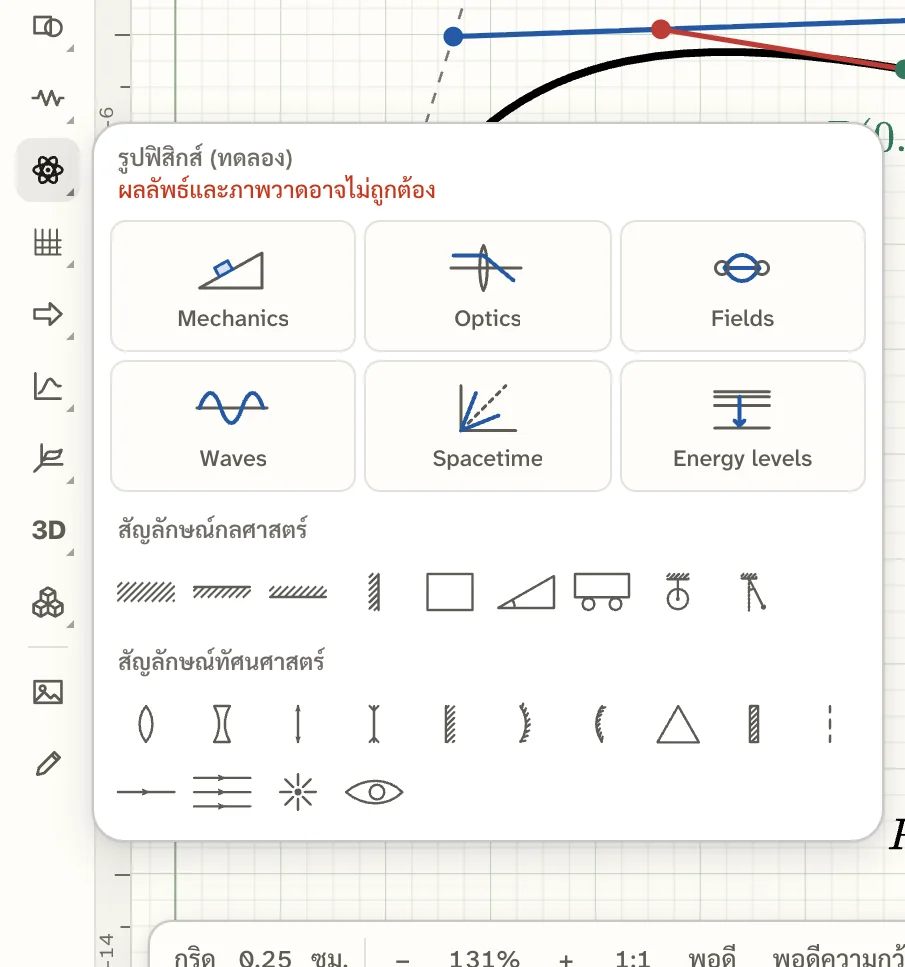 -6
รูปฟิสิกส์ (ทดลอง)
ผลลัพธ์และภาพวาดอาจไม่ถูกต้อง
Mechanics
Optics
Fields
Waves
Spacetime
Energy levels
3D
สัญลักษณ์กลศาสตร์
สัญลักษณ์ทัศนศาสตร์
-14
กริด 0.25 ซม. − 131% + 1:1 พอดี